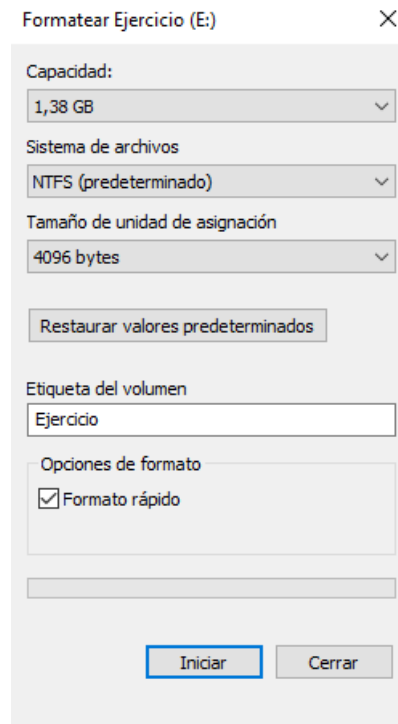 Formatear Ejercicio (E:)
Capacidad:
1,38 GB
Sistema de archivos
NTFS (predeterminado)
Tamaño de unidad de asignación
4096 bytes
Restaurar valores predeterminados
Etiqueta del volumen
Ejercicio
Opciones de formato
Formato rápido
Iniciar
Cerrar